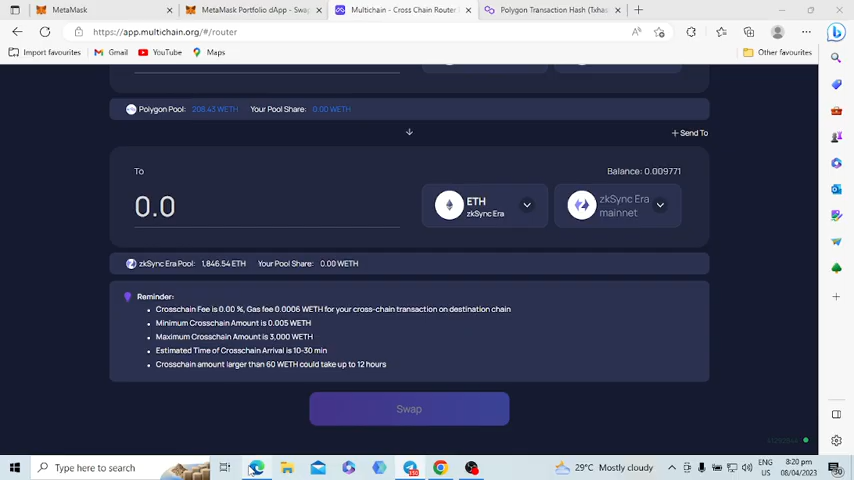 MetaMask
MetaMask Portfolio dApp - Swap
Multichain - Cross Chain Router
Polygon Transaction Hash (Txhas
https://app.multichain.org/#/router
Import favourites
Gmail
YouTube
Maps
Other favourites
Polygon Pool: 208.43 WETH Your Pool Share: 0.00 WETH
+ Send To
To
Balance: 0.009771
0.0
ETH
zkSync Era
zkSync Era
mainnet
zkSync Era Pool: 1,846.54 ETH Your Pool Share: 0.00 WETH
Reminder:
Crosschain Fee is 0.00 %, Gas fee 0.0006 WETH for your cross-chain transaction on destination chain
Minimum Crosschain Amount is 0.005 WETH
Maximum Crosschain Amount is 3,000 WETH
Estimated Time of Crosschain Arrival is 10-30 min
Crosschain amount larger than 60 WETH could take up to 12 hours
Swap
Type here to search
29°C Mostly cloudy
ENG
US
8:20 pm
08/04/2023
30